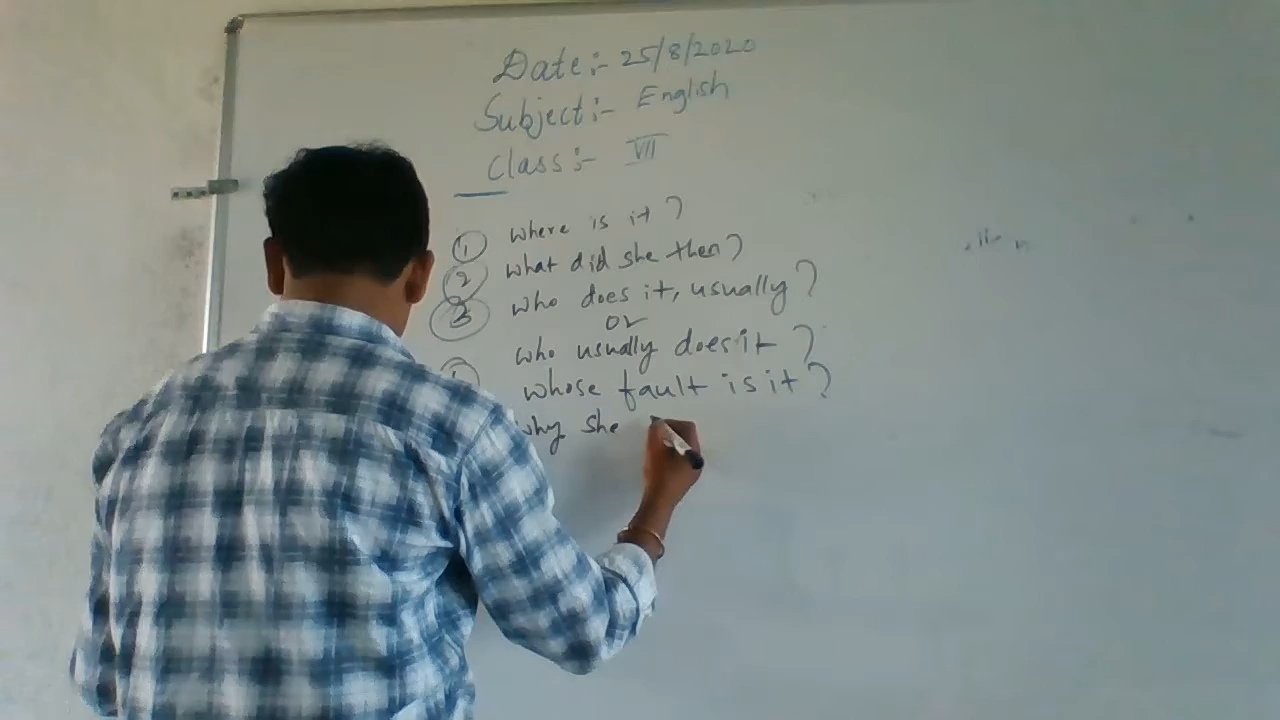 Date:- 25/8/2020
Subject:- English
Class:- VII
1 where is it ?
2 what did she then?
3 who does it, usually?
or
who usually does it ?
whose fault is it?
why she